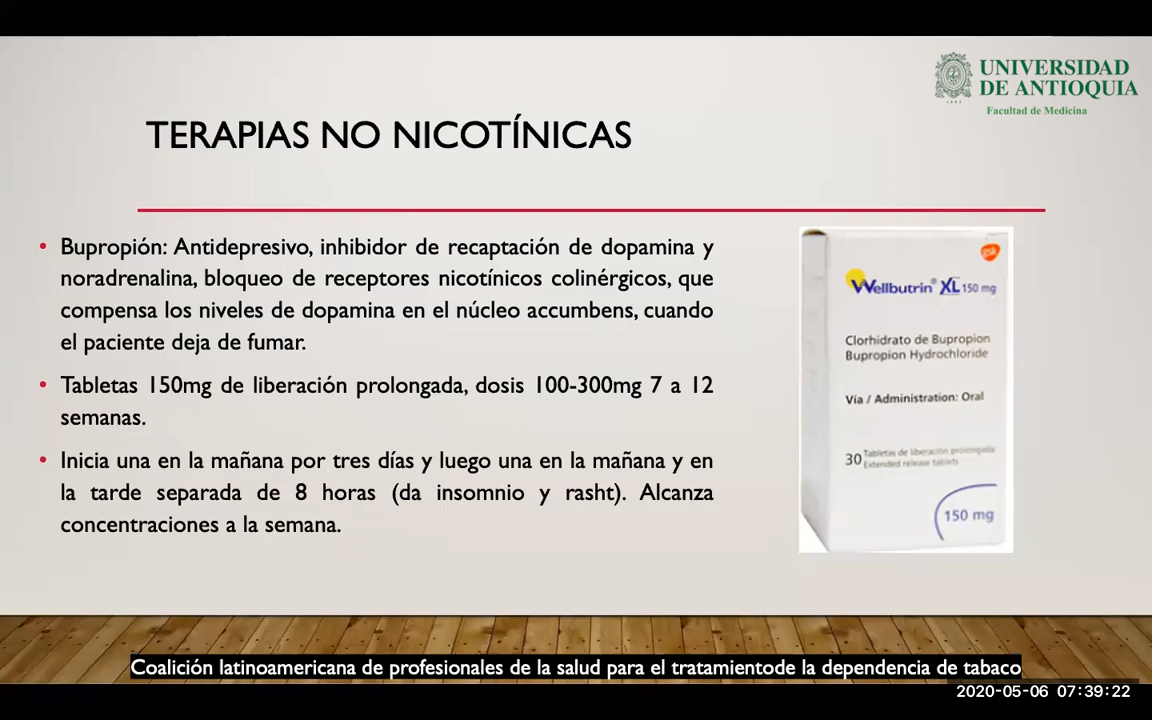 UNIVERSIDAD
DE ANTIOQUIA
Facultad de Medicina
1803
TERAPIAS NO NICOTÍNICAS
• Bupropión: Antidepresivo, inhibidor de recaptación de dopamina y
noradrenalina, bloqueo de receptores nicotínicos colinérgicos, que
compensa los niveles de dopamina en el núcleo accumbens, cuando
el paciente deja de fumar.
• Tabletas 150mg de liberación prolongada, dosis 100-300mg 7 a 12
semanas.
• Inicia una en la mañana por tres días y luego una en la mañana y en
la tarde separada de 8 horas (da insomnio y rasht). Alcanza
concentraciones a la semana.
gsk
Wellbutrin® XL 150 mg
Clorhidrato de Bupropion
Bupropion Hydrochloride
Vía / Administration: Oral
30 Tabletas de liberación prolongada
Extended release tablets
150 mg
Coalición latinoamericana de profesionales de la salud para el tratamientode la dependencia de tabaco
2020-05-06 07:39:22